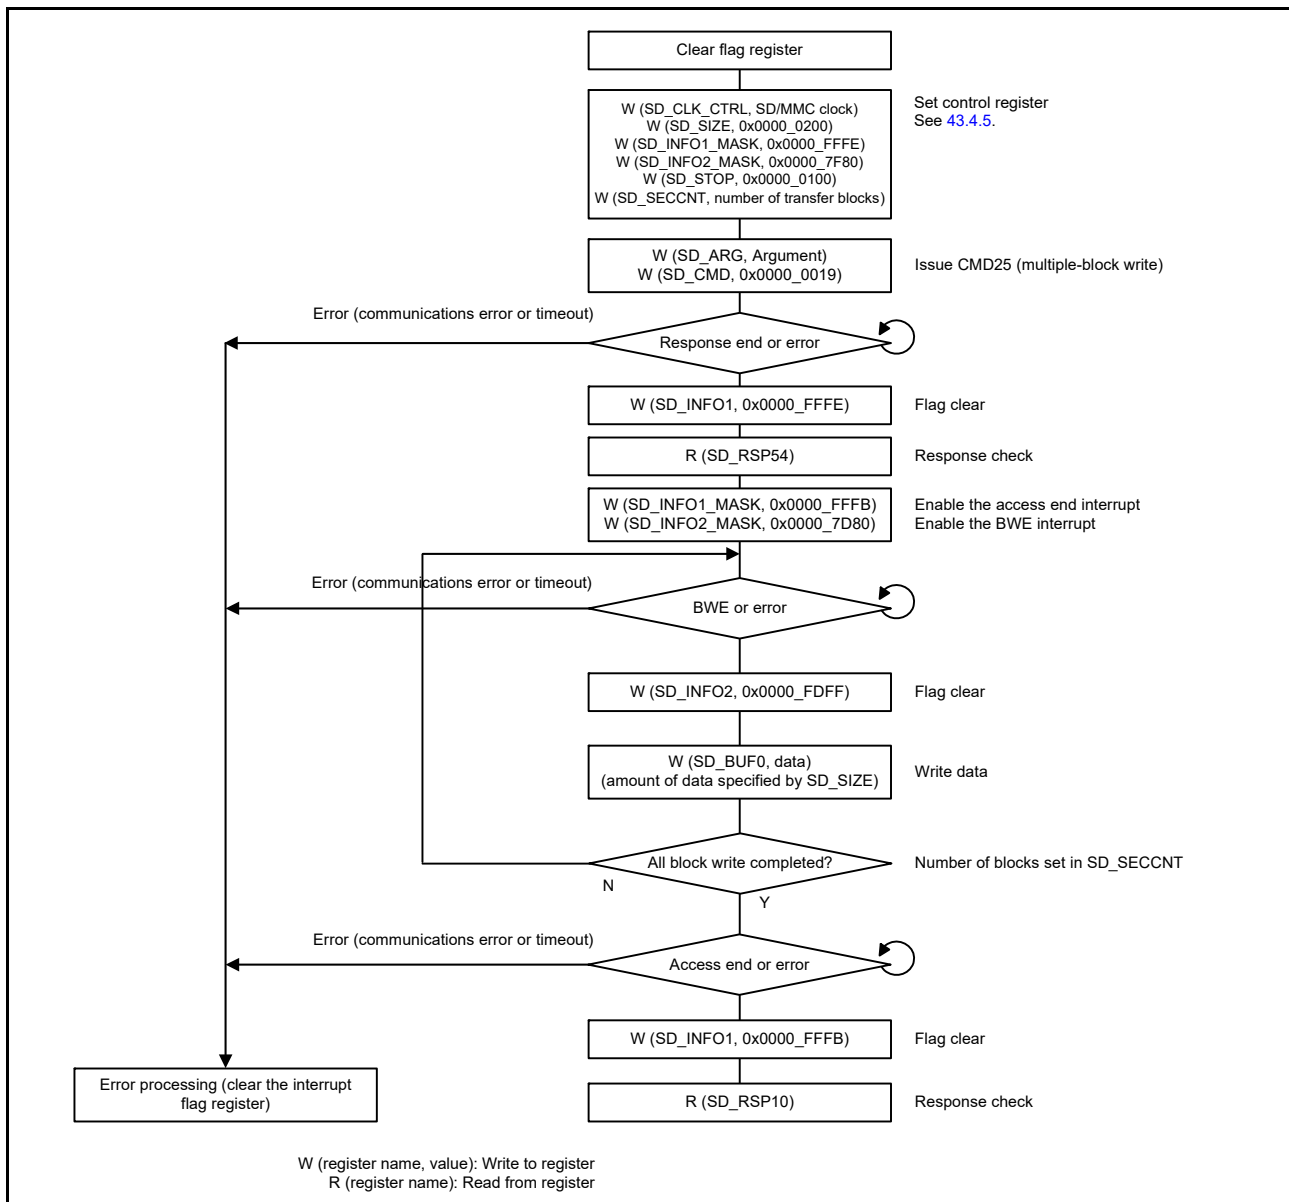 Clear flag register
W (SD_CLK_CTRL, SD/MMC clock)
W (SD_SIZE, 0x0000_0200)
W (SD_INFO1_MASK, 0x0000_FFFE)
W (SD_INFO2_MASK, 0x0000_7F80)
W (SD_STOP, 0x0000_0100)
W (SD_SECCNT, number of transfer blocks)
Set control register
See 43.4.5.
W (SD_ARG, Argument)
W (SD_CMD, 0x0000_0019)
Issue CMD25 (multiple-block write)
Error (communications error or timeout)
Response end or error
W (SD_INFO1, 0x0000_FFFE)
Flag clear
R (SD_RSP54)
Response check
W (SD_INFO1_MASK, 0x0000_FFFB)
W (SD_INFO2_MASK, 0x0000_7D80)
Enable the access end interrupt
Enable the BWE interrupt
Error (communications error or timeout)
BWE or error
W (SD_INFO2, 0x0000_FDFF)
Flag clear
W (SD_BUF0, data)
(amount of data specified by SD_SIZE)
Write data
All block write completed?
Number of blocks set in SD_SECCNT
N
Y
Error (communications error or timeout)
Access end or error
W (SD_INFO1, 0x0000_FFFB)
Flag clear
Error processing (clear the interrupt
flag register)
R (SD_RSP10)
Response check
W (register name, value): Write to register
R (register name): Read from register